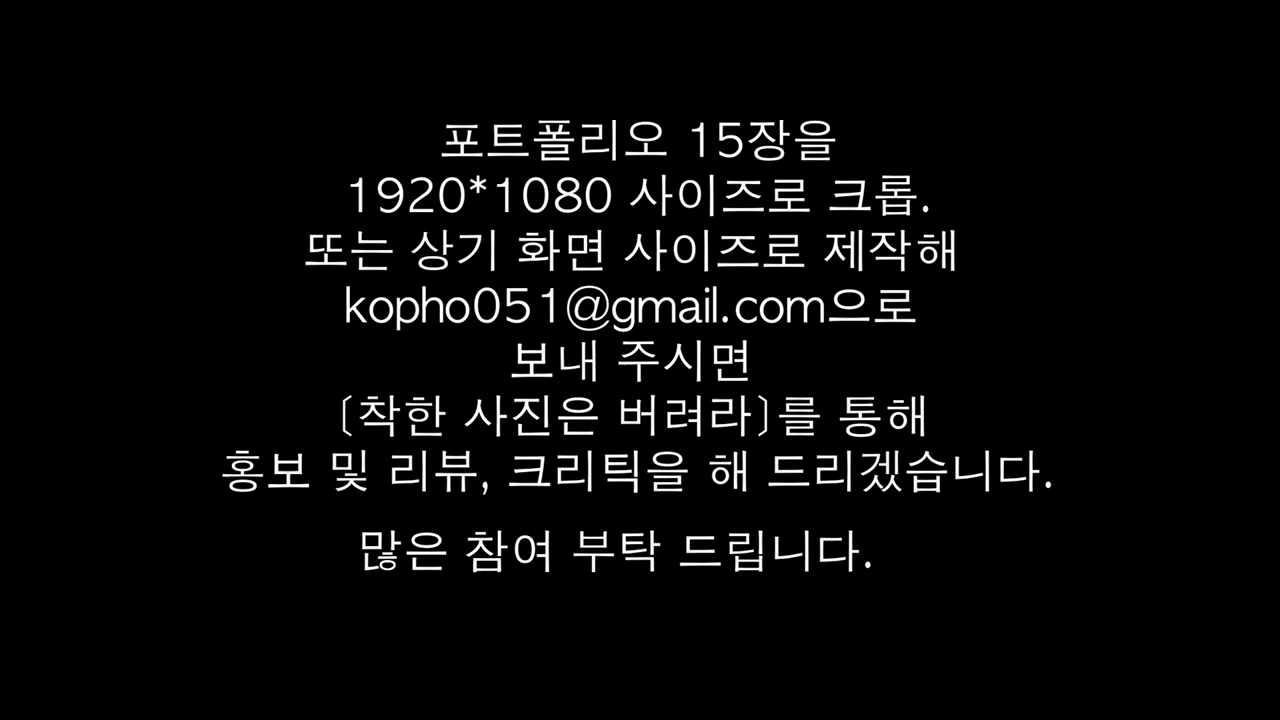 포트폴리오 15장을
1920*1080 사이즈로 크롭.
또는 상기 화면 사이즈로 제작해
kopho051@gmail.com으로
보내 주시면
〔착한 사진은 버려라〕를 통해
홍보 및 리뷰, 크리틱을 해 드리겠습니다.
많은 참여 부탁 드립니다.